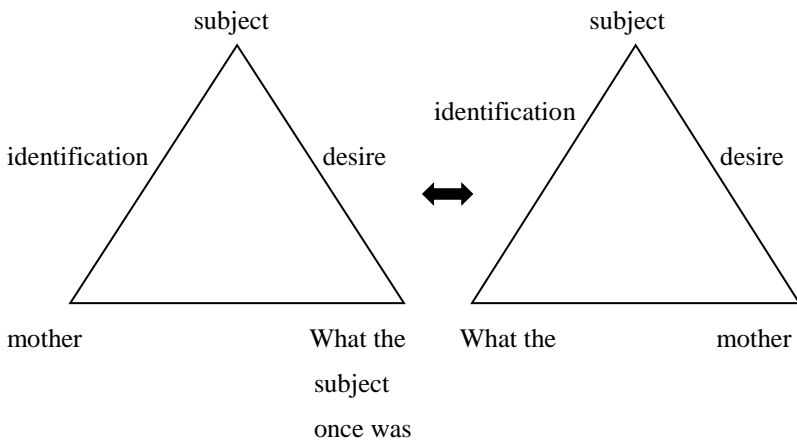 subject
identification
desire
mother
What the
subject
once was
subject
identification
desire
What the
mother